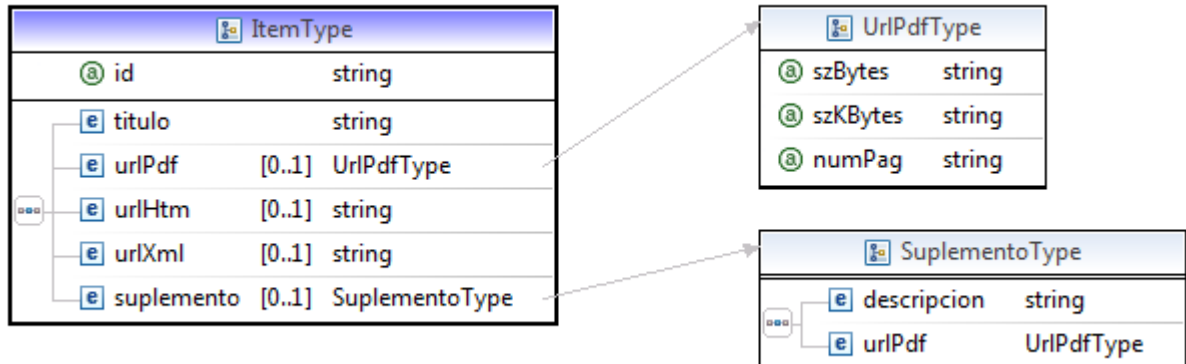 ItemType
id string
titulo string
urlPdf [0..1] UrlPdfType
urlHtm [0..1] string
urlXml [0..1] string
suplemento [0..1] SuplementoType
UrlPdfType
szBytes string
szKBytes string
numPag string
SuplementoType
descripcion string
urlPdf UrlPdfType